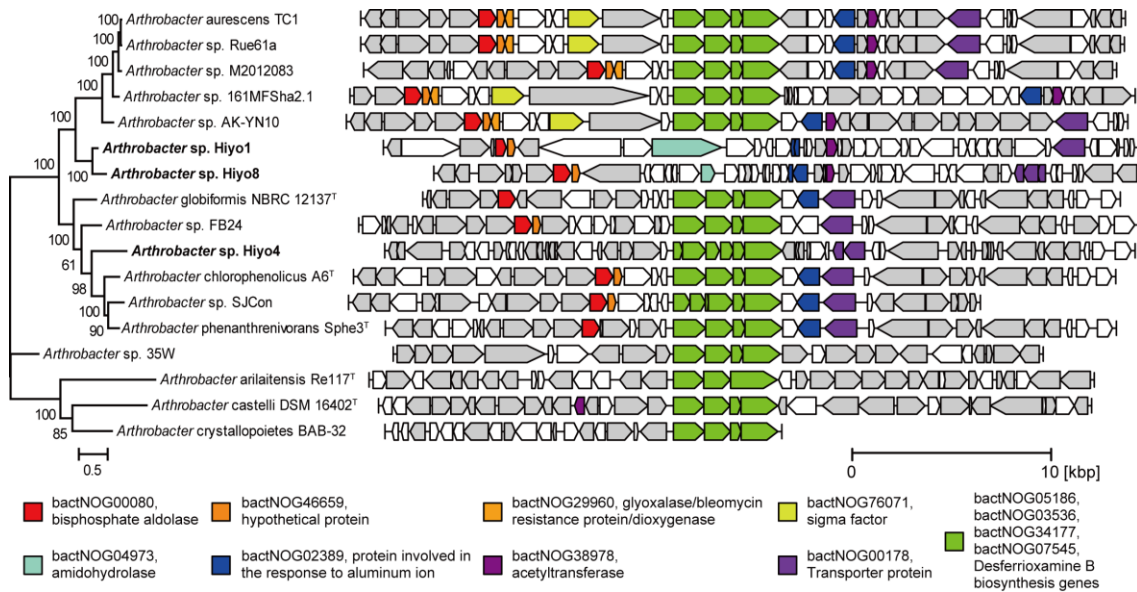 Arthrobacter aurescens TC1
Arthrobacter sp. Rue61a
Arthrobacter sp. M2012083
Arthrobacter sp. 161MFSha2.1
Arthrobacter sp. AK-YN10
Arthrobacter sp. Hiyo1
Arthrobacter sp. Hiyo8
Arthrobacter globiformis NBRC 12137ᵀ
Arthrobacter sp. FB24
Arthrobacter sp. Hiyo4
Arthrobacter chlorophenolicus A6ᵀ
Arthrobacter sp. SJCon
Arthrobacter phenanthrenivorans Sphe3ᵀ
Arthrobacter sp. 35W
Arthrobacter arilaitensis Re117ᵀ
Arthrobacter castelli DSM 16402ᵀ
Arthrobacter crystallopoietes BAB-32
100
100
100
100
100
100
100
100
61
98
100
90
100
85
0.5
0 10 [kbp]
bactNOG00080,
bisphosphate aldolase
bactNOG46659,
hypothetical protein
bactNOG29960, glyoxalase/bleomycin
resistance protein/dioxygenase
bactNOG76071,
sigma factor
bactNOG05186,
bactNOG03536,
bactNOG34177,
bactNOG07545,
Desferrioxamine B
biosynthesis genes
bactNOG04973,
amidohydrolase
bactNOG02389, protein involved in
the response to aluminum ion
bactNOG38978,
acetyltransferase
bactNOG00178,
Transporter protein